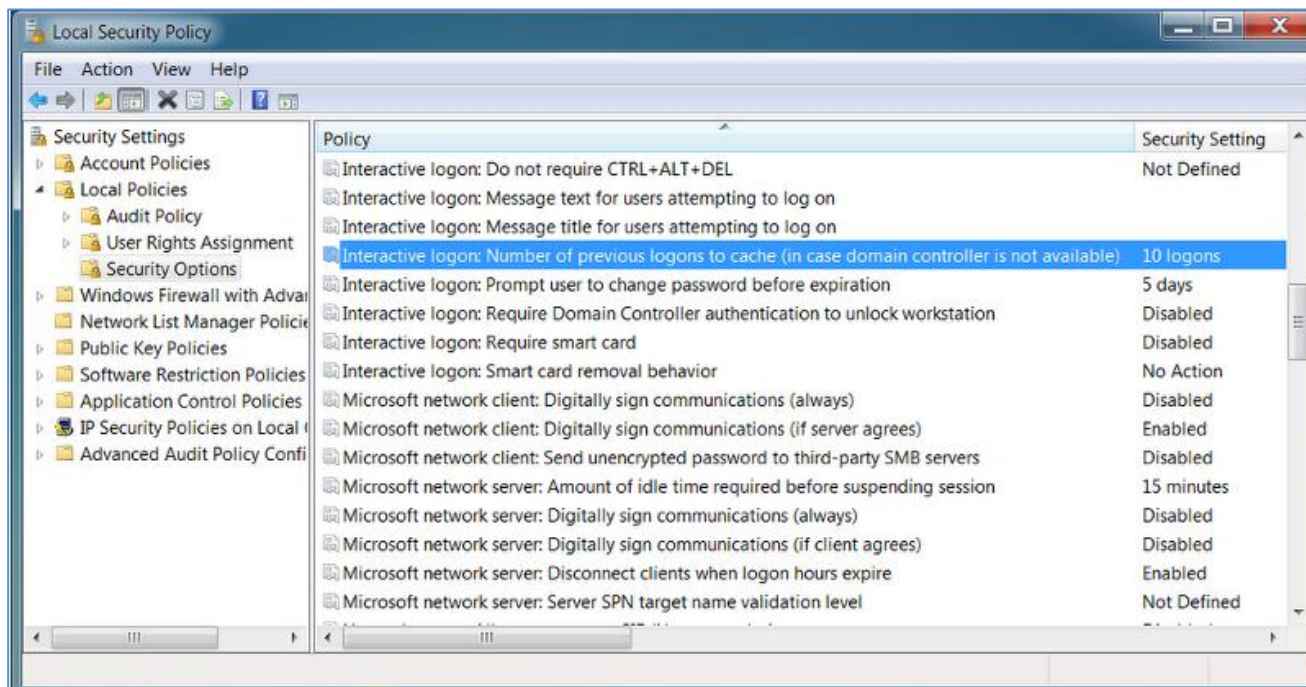 Local Security Policy
File Action View Help
Security Settings
Account Policies
Local Policies
Audit Policy
User Rights Assignment
Security Options
Windows Firewall with Advan
Network List Manager Policie
Public Key Policies
Software Restriction Policies
Application Control Policies
IP Security Policies on Local
Advanced Audit Policy Confi
Policy Security Setting
Interactive logon: Do not require CTRL+ALT+DEL Not Defined
Interactive logon: Message text for users attempting to log on
Interactive logon: Message title for users attempting to log on
Interactive logon: Number of previous logons to cache (in case domain controller is not available) 10 logons
Interactive logon: Prompt user to change password before expiration 5 days
Interactive logon: Require Domain Controller authentication to unlock workstation Disabled
Interactive logon: Require smart card Disabled
Interactive logon: Smart card removal behavior No Action
Microsoft network client: Digitally sign communications (always) Disabled
Microsoft network client: Digitally sign communications (if server agrees) Enabled
Microsoft network client: Send unencrypted password to third-party SMB servers Disabled
Microsoft network server: Amount of idle time required before suspending session 15 minutes
Microsoft network server: Digitally sign communications (always) Disabled
Microsoft network server: Digitally sign communications (if client agrees) Disabled
Microsoft network server: Disconnect clients when logon hours expire Enabled
Microsoft network server: Server SPN target name validation level Not Defined